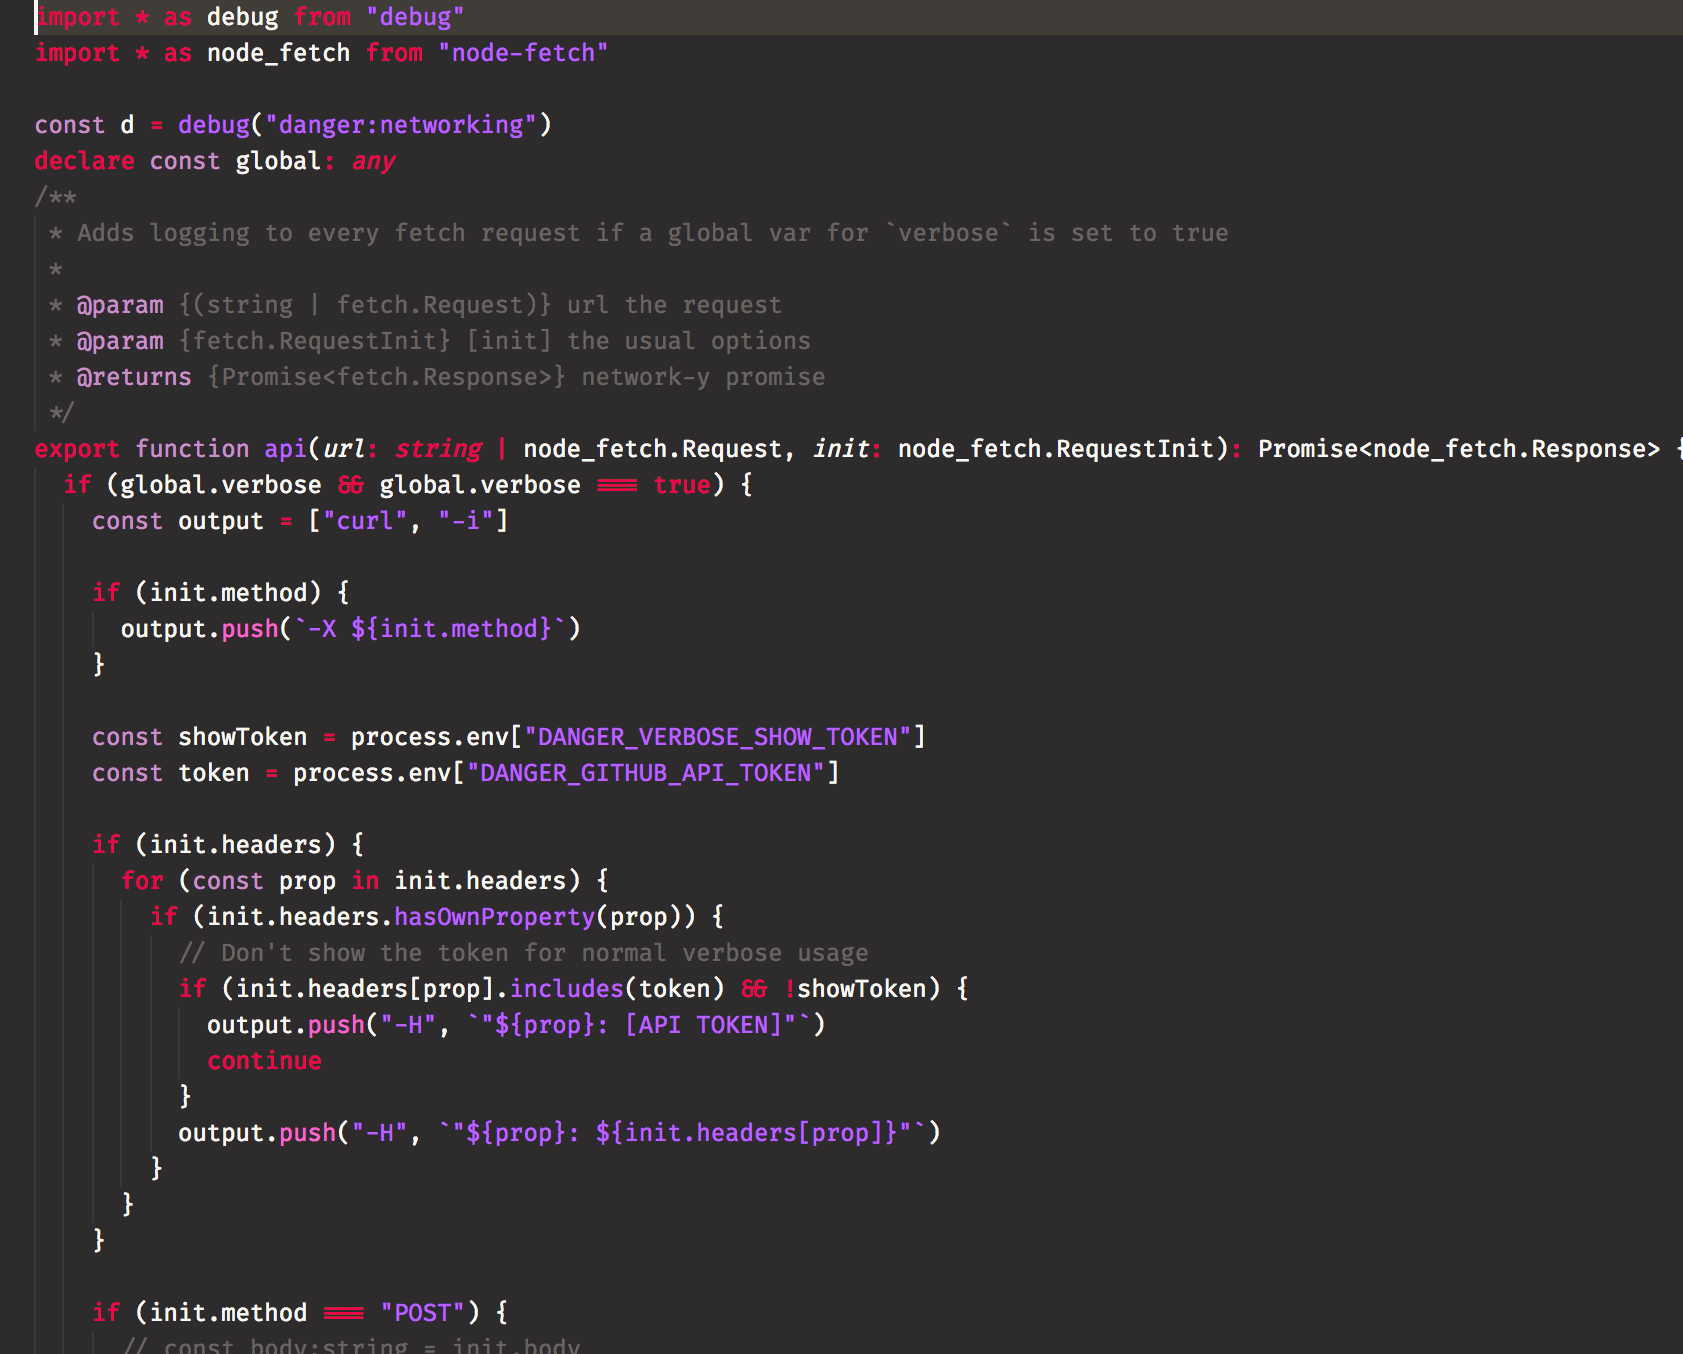 import * as debug from "debug"
import * as node_fetch from "node-fetch"

const d = debug("danger:networking")
declare const global: any
/**
 * Adds logging to every fetch request if a global var for `verbose` is set to true
 *
 * @param {(string | fetch.Request)} url the request
 * @param {fetch.RequestInit} [init] the usual options
 * @returns {Promise<fetch.Response>} network-y promise
 */
export function api(url: string | node_fetch.Request, init: node_fetch.RequestInit): Promise<node_fetch.Response> {
  if (global.verbose && global.verbose === true) {
    const output = ["curl", "-i"]

    if (init.method) {
      output.push(`-X ${init.method}`)
    }

    const showToken = process.env["DANGER_VERBOSE_SHOW_TOKEN"]
    const token = process.env["DANGER_GITHUB_API_TOKEN"]

    if (init.headers) {
      for (const prop in init.headers) {
        if (init.headers.hasOwnProperty(prop)) {
          // Don't show the token for normal verbose usage
          if (init.headers[prop].includes(token) && !showToken) {
            output.push("-H", `"${prop}: [API TOKEN]"`)
            continue
          }
          output.push("-H", `"${prop}: ${init.headers[prop]}"`)
        }
      }
    }

    if (init.method === "POST") {
      // const body:string = init.body